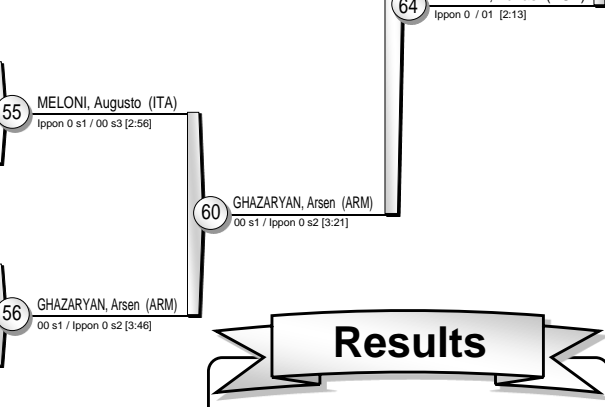 64
Ippon 0 / 01 [2:13]
55
MELONI, Augusto (ITA)
Ippon 0 s1 / 00 s3 [2:56]
60
GHAZARYAN, Arsen (ARM)
00 s1 / Ippon 0 s2 [3:21]
56
GHAZARYAN, Arsen (ARM)
00 s1 / Ippon 0 s2 [3:46]
Results